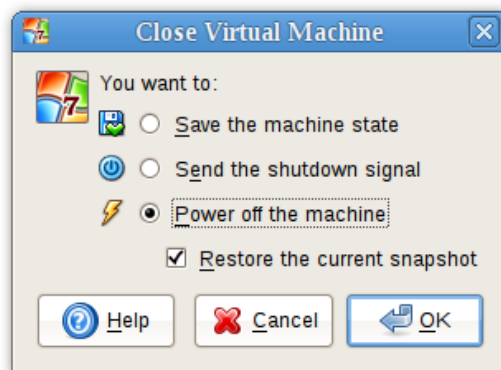 Close Virtual Machine
7
You want to:
Save the machine state
Send the shutdown signal
Power off the machine
Restore the current snapshot
Help
Cancel
OK